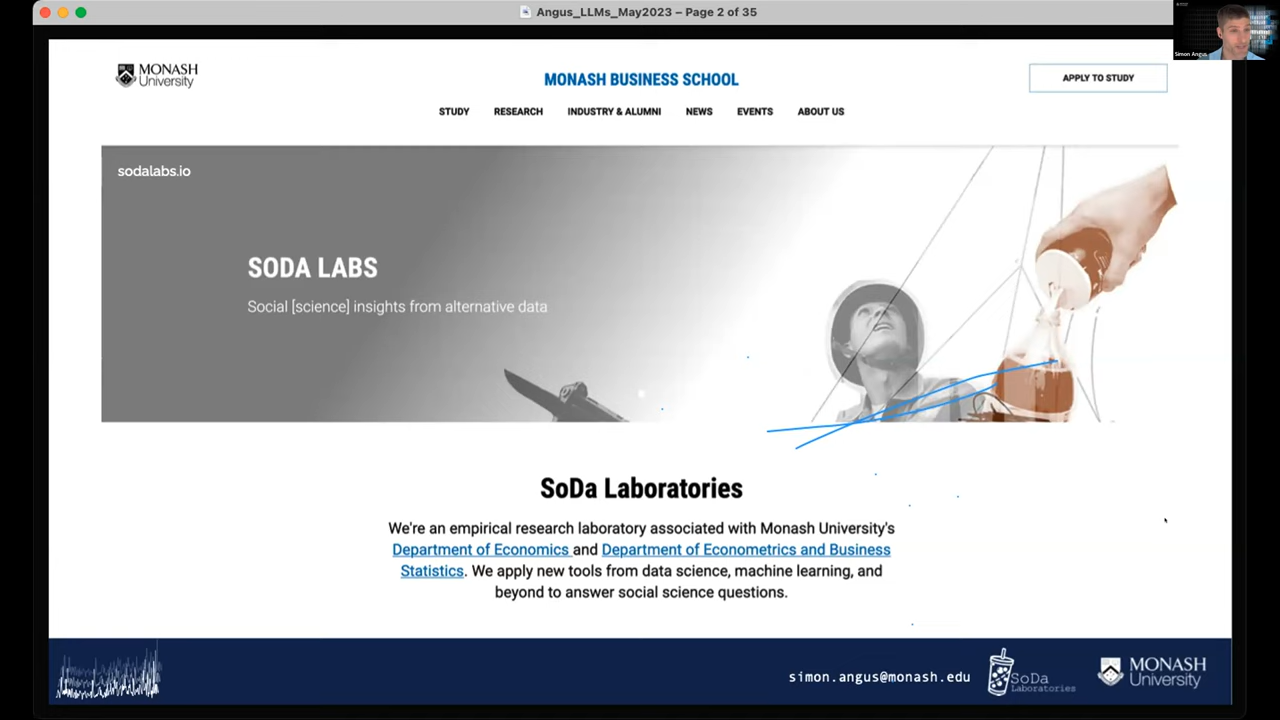 Angus_LLMs_May2023 – Page 2 of 35
Simon Angus
MONASH University
MONASH BUSINESS SCHOOL
APPLY TO STUDY
STUDY RESEARCH INDUSTRY & ALUMNI NEWS EVENTS ABOUT US
sodalabs.io
SODA LABS
Social [science] insights from alternative data
SoDa Laboratories
We're an empirical research laboratory associated with Monash University's
Department of Economics and Department of Econometrics and Business
Statistics. We apply new tools from data science, machine learning, and
beyond to answer social science questions.
simon.angus@monash.edu
SoDa
Laboratories
MONASH
University